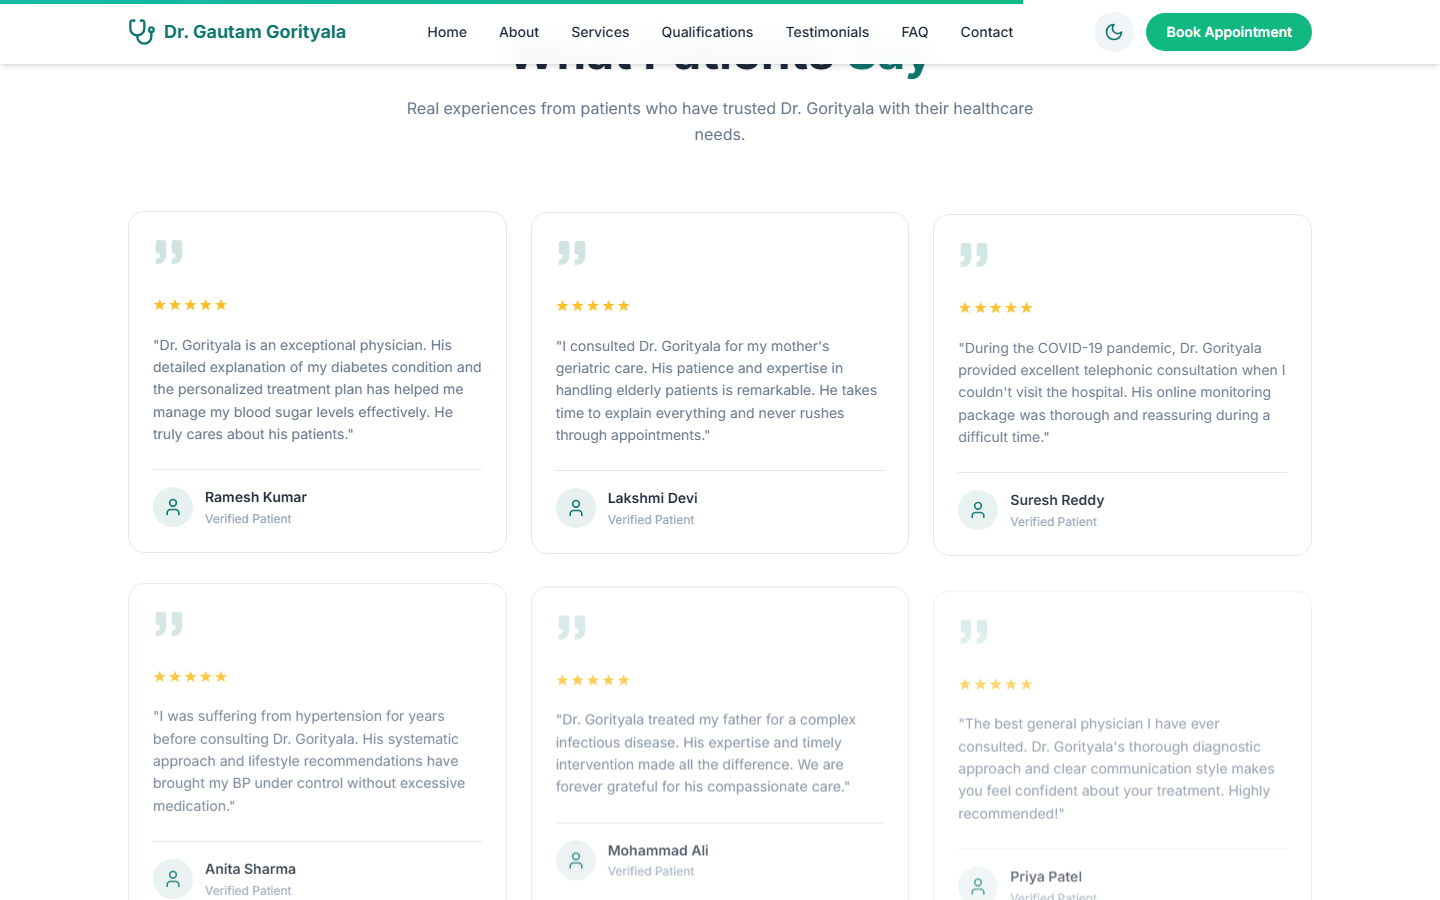 Dr. Gautam Gorityala
Home
About
Services
Qualifications
Testimonials
FAQ
Contact
Book Appointment
What Patients Say
Real experiences from patients who have trusted Dr. Gorityala with their healthcare
needs.
"Dr. Gorityala is an exceptional physician. His
detailed explanation of my diabetes condition and
the personalized treatment plan has helped me
manage my blood sugar levels effectively. He
truly cares about his patients."
Ramesh Kumar
Verified Patient
"I consulted Dr. Gorityala for my mother's
geriatric care. His patience and expertise in
handling elderly patients is remarkable. He takes
time to explain everything and never rushes
through appointments."
Lakshmi Devi
Verified Patient
"During the COVID-19 pandemic, Dr. Gorityala
provided excellent telephonic consultation when I
couldn't visit the hospital. His online monitoring
package was thorough and reassuring during a
difficult time."
Suresh Reddy
Verified Patient
"I was suffering from hypertension for years
before consulting Dr. Gorityala. His systematic
approach and lifestyle recommendations have
brought my BP under control without excessive
medication."
Anita Sharma
Verified Patient
"Dr. Gorityala treated my father for a complex
infectious disease. His expertise and timely
intervention made all the difference. We are
forever grateful for his compassionate care."
Mohammad Ali
Verified Patient
"The best general physician I have ever
consulted. Dr. Gorityala's thorough diagnostic
approach and clear communication style makes
you feel confident about your treatment. Highly
recommended!"
Priya Patel
Verified Patient